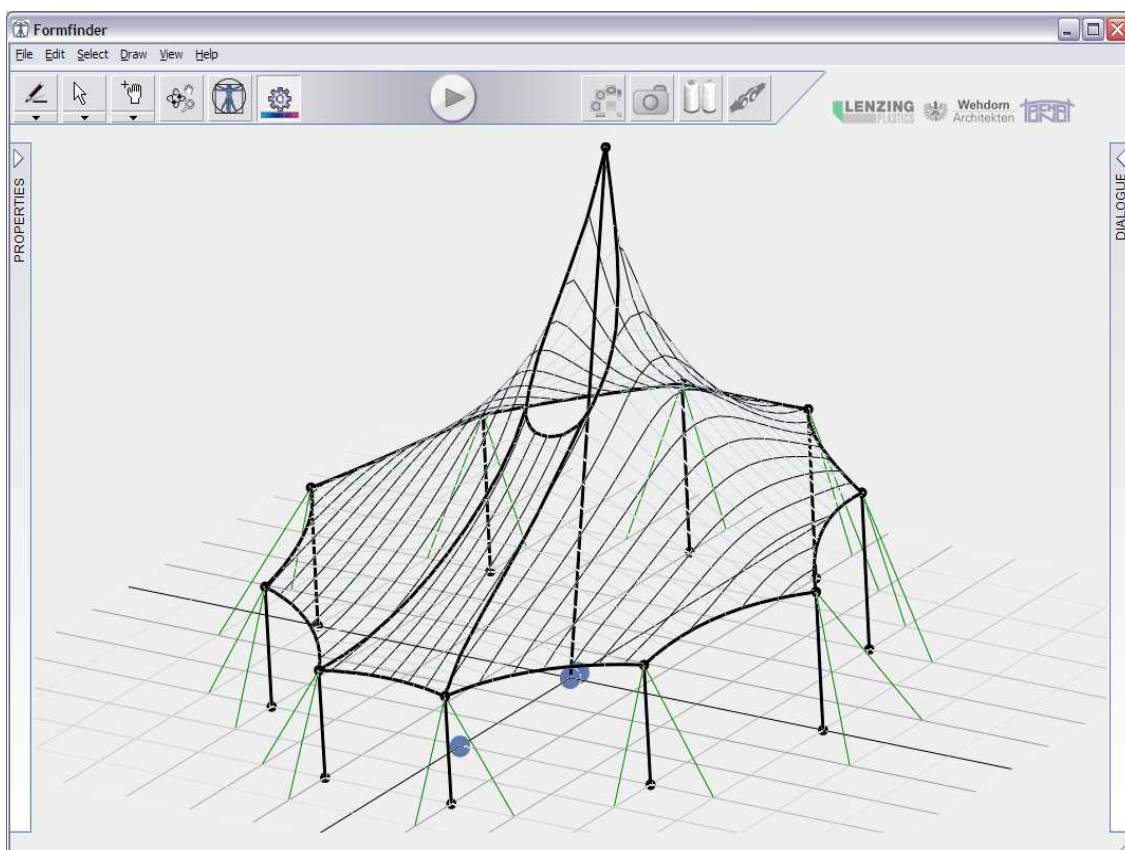 Formfinder
File Edit Select Draw View Help
LENZING
PLASTICS
Wehdorn
Architekten
PROPERTIES
DIALOGUE